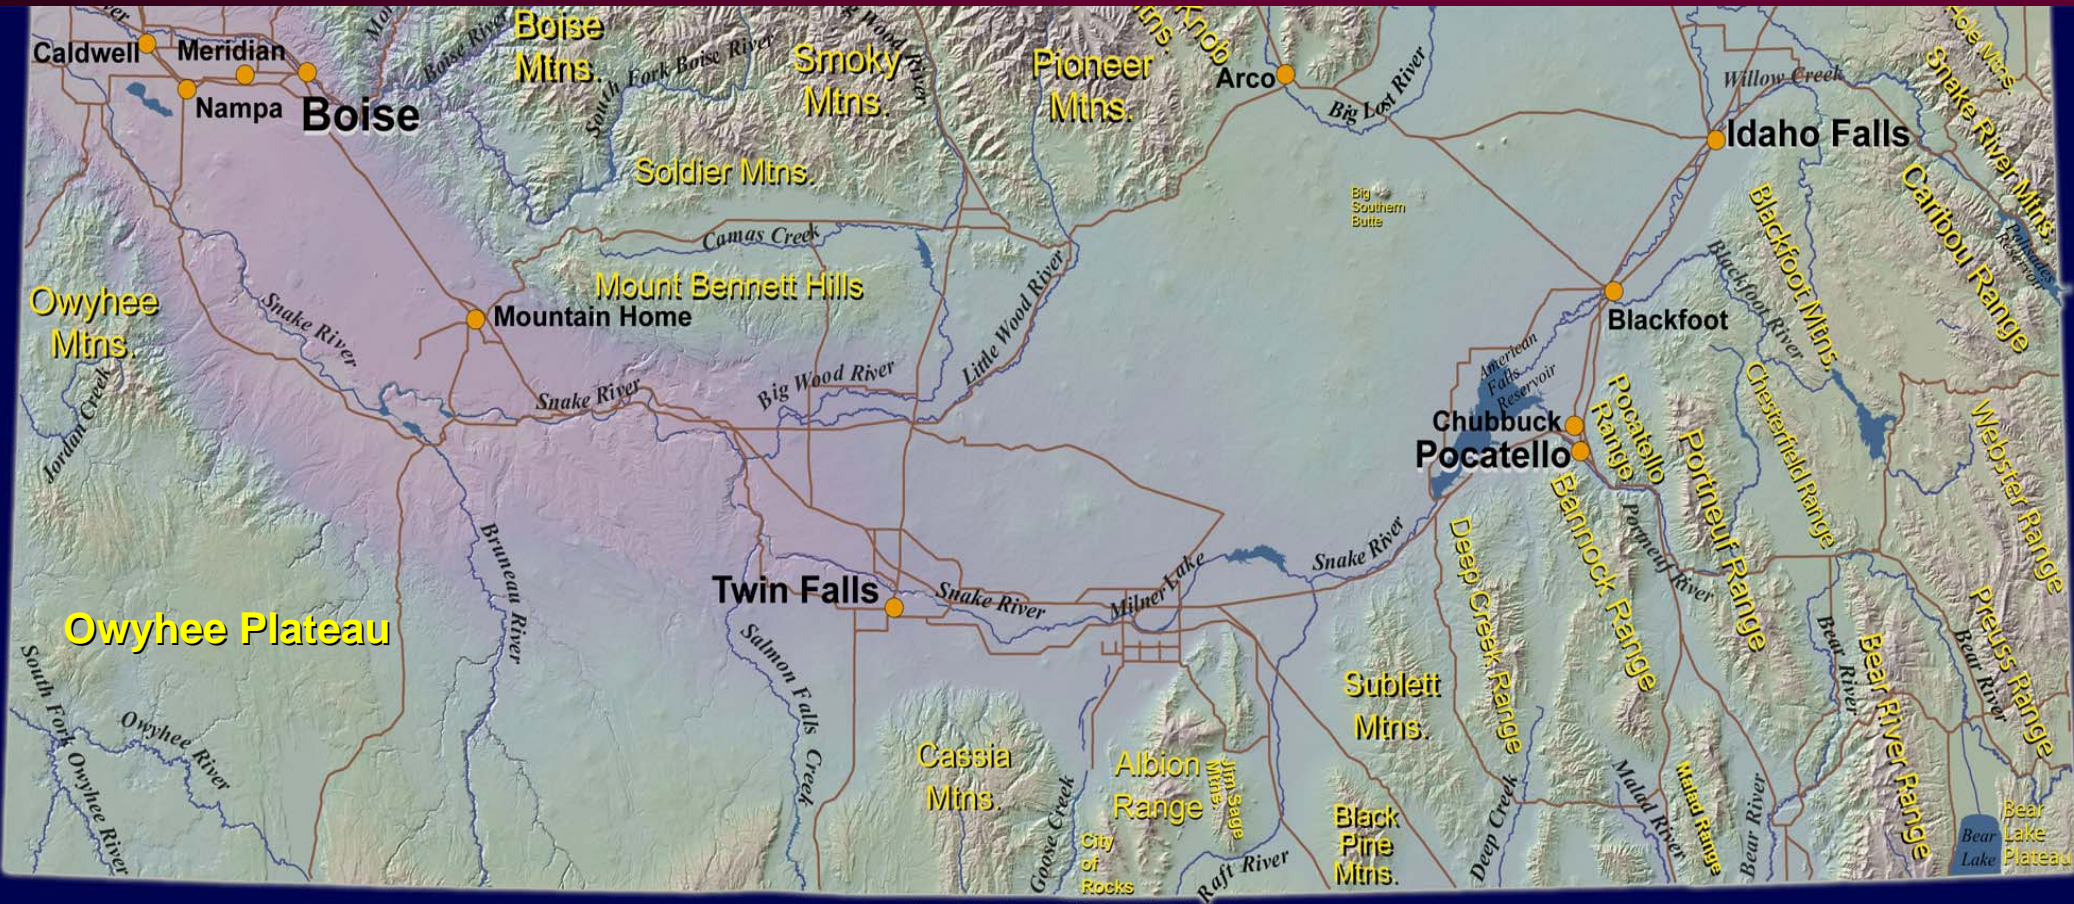 Caldwell
Meridian
Nampa
Boise
Boise River
Boise
Mtns.
South Fork Boise River
Smoky
Mtns.
Wood River
Pioneer
Mtns.
Knob
Mtns.
Arco
Big Lost River
Willow Creek
Hole Mtns.
Snake River Mtns.
Idaho Falls
Soldier Mtns.
Big
Southern
Butte
Blackfoot Mtns.
Caribou Range
Palisades
Reservoir
Camas Creek
Mount Bennett Hills
Owyhee
Mtns.
Snake River
Mountain Home
Little Wood River
Blackfoot
Blackfoot River
Jordan Creek
Snake River
Big Wood River
American
Falls
Reservoir
Chubbuck
Pocatello
Pocatello
Range
Portneuf Range
Chesterfield Range
Webster Range
Bruneau River
Snake River
Deep Creek Range
Bannock Range
Portneuf River
Twin Falls
Snake River
Milner Lake
Owyhee Plateau
Salmon Falls Creek
South Fork Owyhee River
Owyhee River
Sublett
Mtns.
Bear River
Bear River Range
Bear River
Preuss Range
Cassia
Mtns.
Albion
Range
Jim Sage
Mtns.
Goose Creek
City
of
Rocks
Raft River
Black
Pine
Mtns.
Deep Creek
Malad River
Malad Range
Bear River
Bear
Lake
Bear
Lake
Plateau